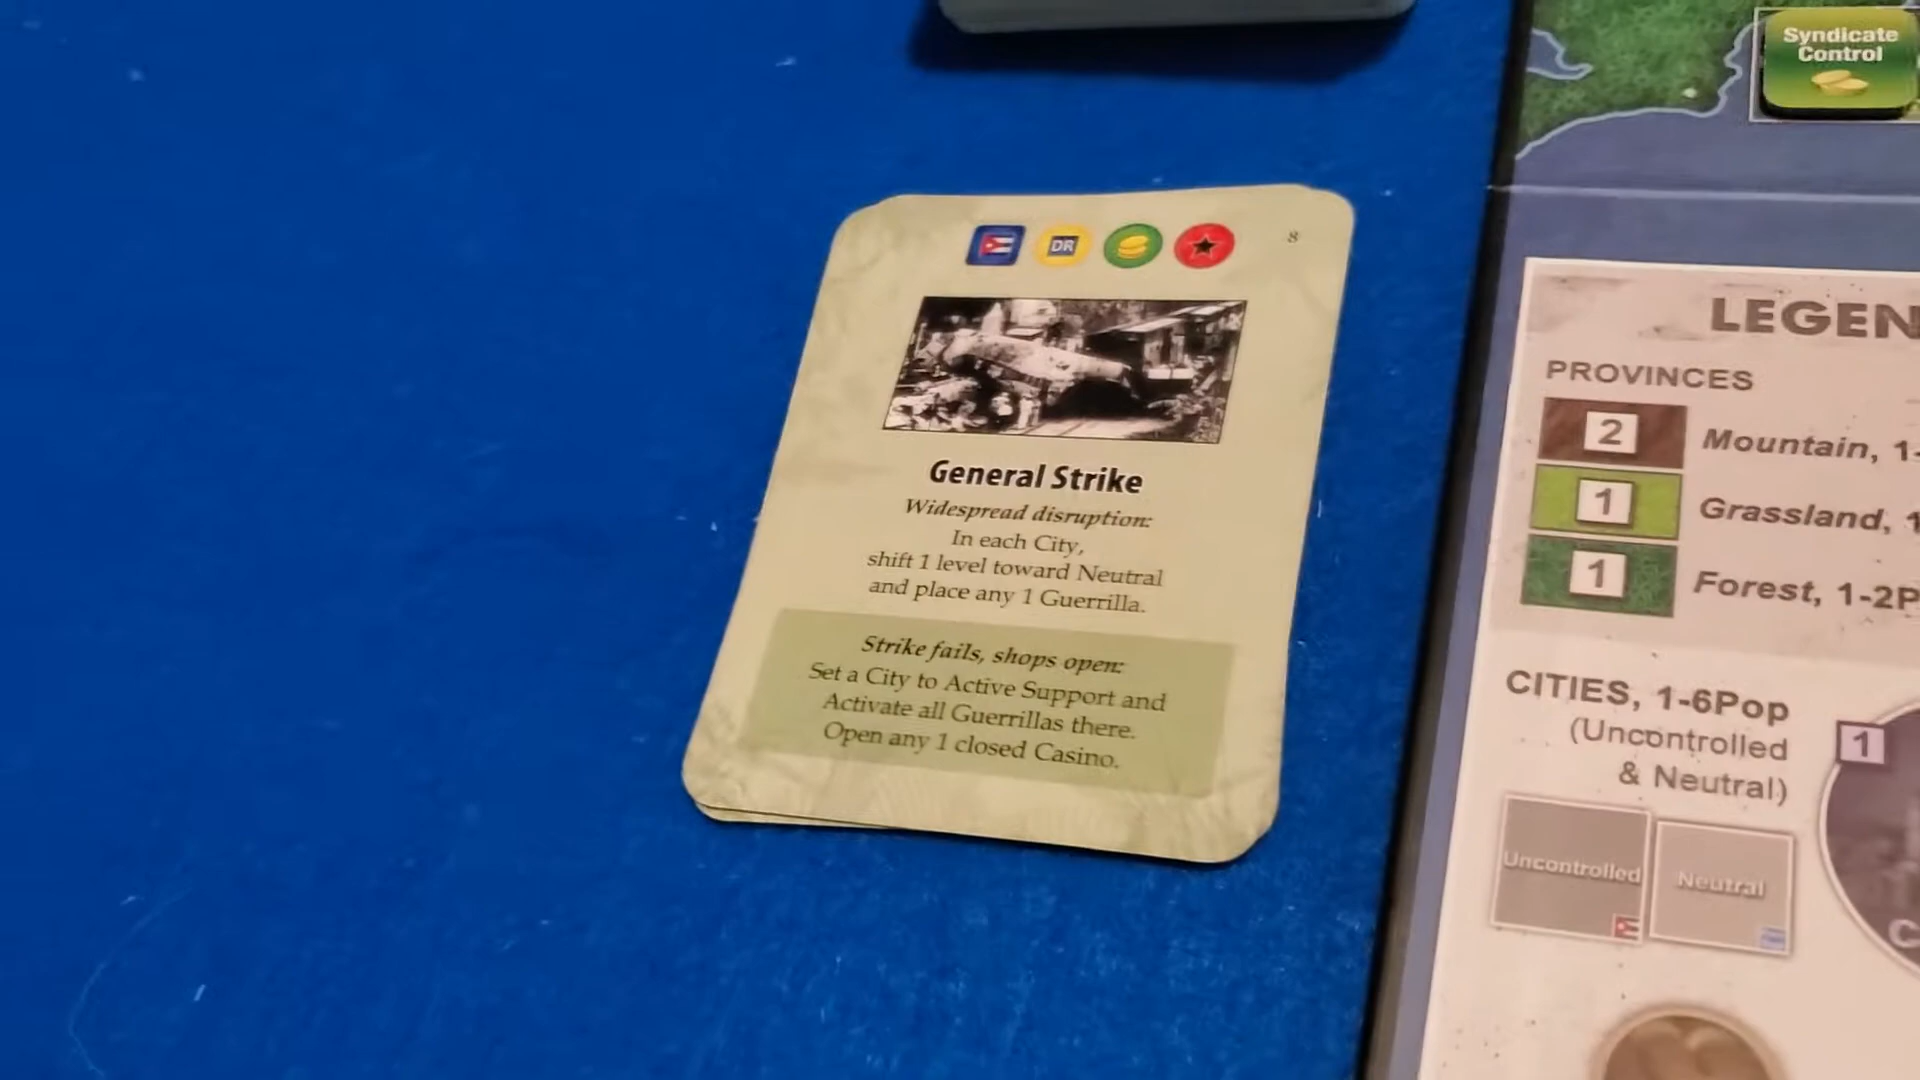 Syndicate
Control
DR
8
General Strike
Widespread disruption:
In each City,
shift 1 level toward Neutral
and place any 1 Guerrilla.
Strike fails, shops open:
Set a City to Active Support and
Activate all Guerrillas there.
Open any 1 closed Casino.
LEGEN
PROVINCES
2 Mountain, 1-
1 Grassland, 1
1 Forest, 1-2P
CITIES, 1-6Pop
(Uncontrolled
& Neutral)
1
Uncontrolled
Neutral
C